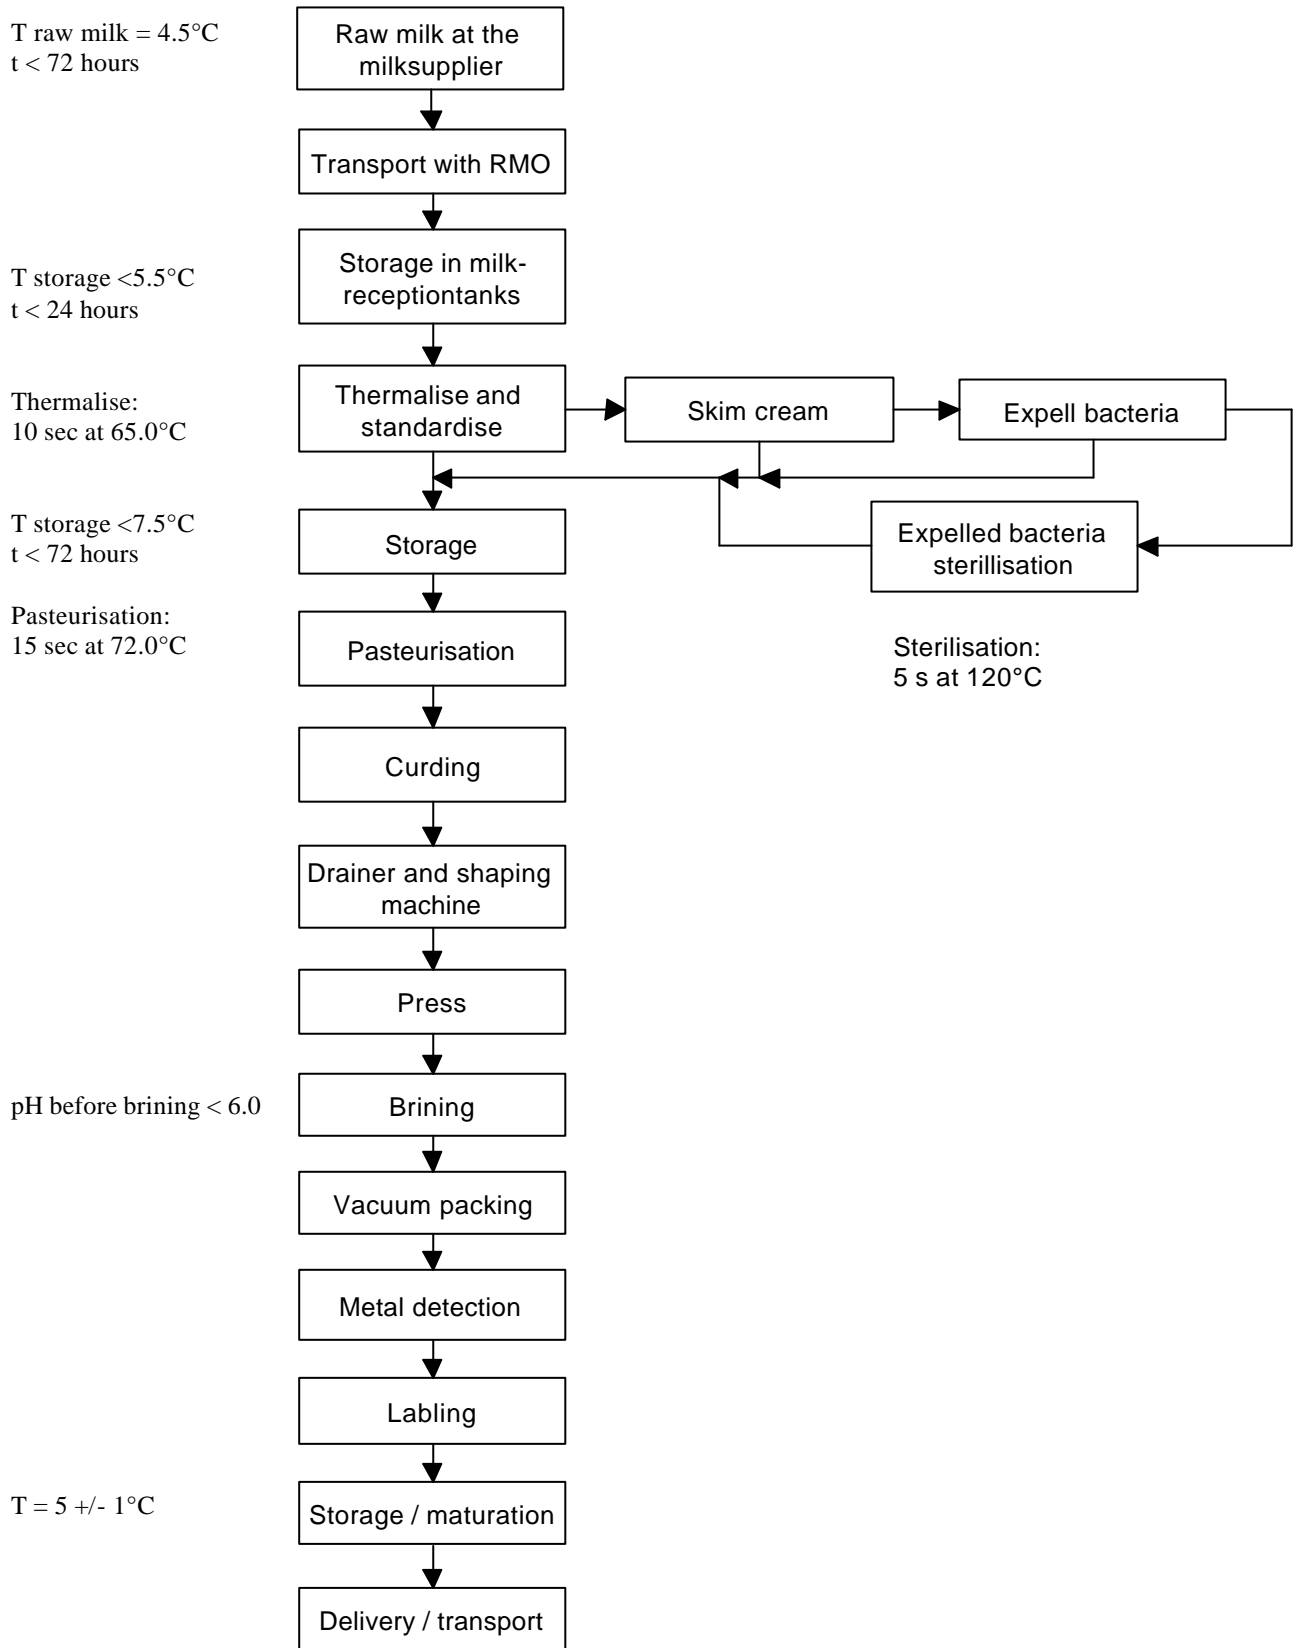 T raw milk = 4.5°C
t < 72 hours
Raw milk at the
milksupplier
Transport with RMO
T storage <5.5°C
t < 24 hours
Storage in milk-
receptiontanks
Thermalise:
10 sec at 65.0°C
Thermalise and
standardise
Skim cream
Expell bacteria
T storage <7.5°C
t < 72 hours
Storage
Expelled bacteria
sterillisation
Pasteurisation:
15 sec at 72.0°C
Pasteurisation
Sterilisation:
5 s at 120°C
Curding
Drainer and shaping
machine
Press
pH before brining < 6.0
Brining
Vacuum packing
Metal detection
Labling
T = 5 +/- 1°C
Storage / maturation
Delivery / transport